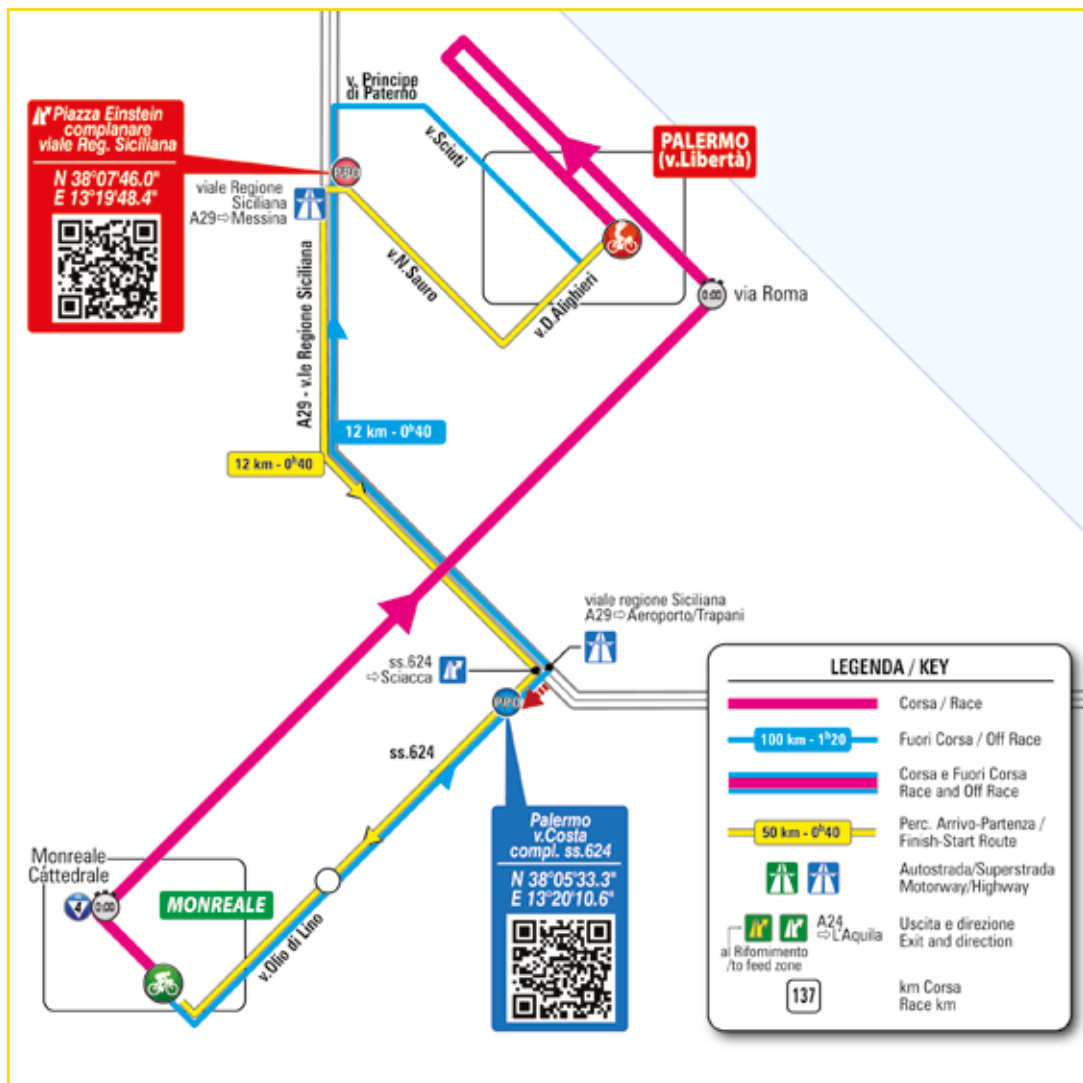 v. Principe
di Paterno
Piazza Einstein
complanare
viale Reg. Siciliana
N 38°07'46.0"
E 13°19'48.4"
PALERMO
(v.Libertà)
v.Sciuti
viale Regione
Siciliana
A29⇨Messina
v.N.Sauro
v.D.Alighieri
0:00
via Roma
A29 - v.le Regione Siciliana
12 km - 0ʰ40
12 km - 0ʰ40
viale regione Siciliana
A29⇨Aeroporto/Trapani
ss.624
⇨Sciacca
ss.624
Palermo
v.Costa
compl. ss.624
N 38°05'33.3"
E 13°20'10.6"
Monreale
Cattedrale
4
0:00
MONREALE
v.Olio di Lino
LEGENDA / KEY
Corsa / Race
100 km - 1ʰ20
Fuori Corsa / Off Race
Corsa e Fuori Corsa
Race and Off Race
50 km - 0ʰ40
Perc. Arrivo-Partenza /
Finish-Start Route
Autostrada/Superstrada
Motorway/Highway
A24
⇨L'Aquila
al Rifornimento
/to feed zone
Uscita e direzione
Exit and direction
137
km Corsa
Race km